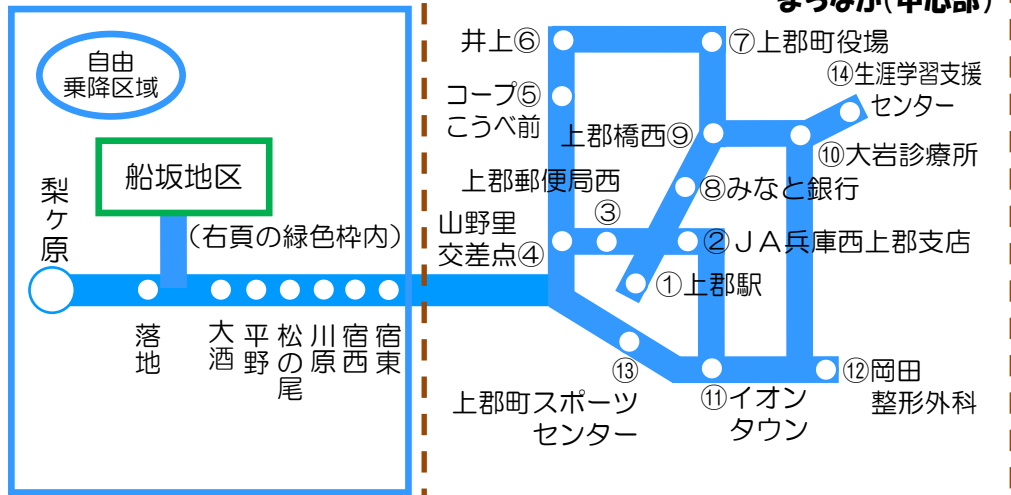 まちなか(中心部)
自由
乗降区域
船坂地区
(右頁の緑色枠内)
梨ヶ原
落地
大酒
平野
松の尾
川原
宿西
宿東
井上⑥
⑦上郡町役場
コープ⑤
こうべ前
⑭生涯学習支援
センター
上郡橋西⑨
⑩大岩診療所
上郡郵便局西
③
⑧みなと銀行
山野里
交差点④
②ＪＡ兵庫西上郡支店
①上郡駅
⑬
上郡町スポーツ
センター
⑪イオン
タウン
⑫岡田
整形外科